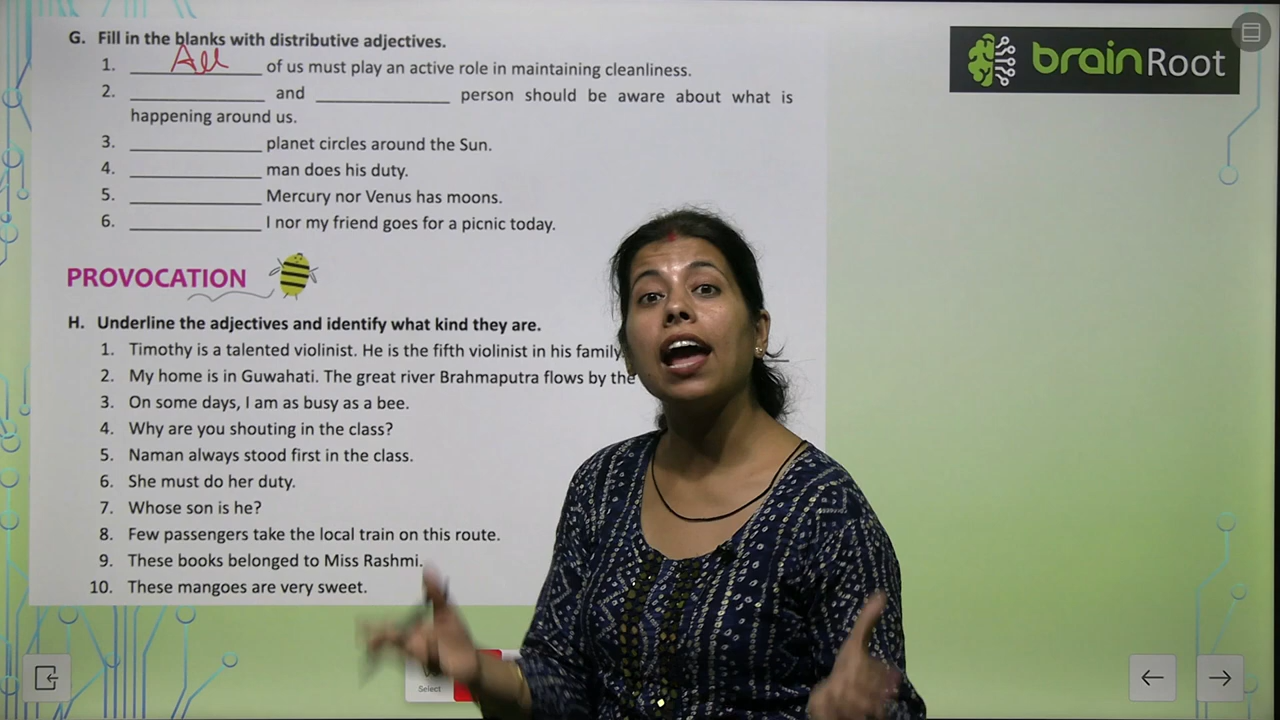 G. Fill in the blanks with distributive adjectives.
1. All of us must play an active role in maintaining cleanliness.
2. ____________ and ____________ person should be aware about what is
happening around us.
3. ____________ planet circles around the Sun.
4. ____________ man does his duty.
5. ____________ Mercury nor Venus has moons.
6. ____________ I nor my friend goes for a picnic today.
PROVOCATION
H. Underline the adjectives and identify what kind they are.
1. Timothy is a talented violinist. He is the fifth violinist in his family.
2. My home is in Guwahati. The great river Brahmaputra flows by the
3. On some days, I am as busy as a bee.
4. Why are you shouting in the class?
5. Naman always stood first in the class.
6. She must do her duty.
7. Whose son is he?
8. Few passengers take the local train on this route.
9. These books belonged to Miss Rashmi.
10. These mangoes are very sweet.
brainRoot
Select